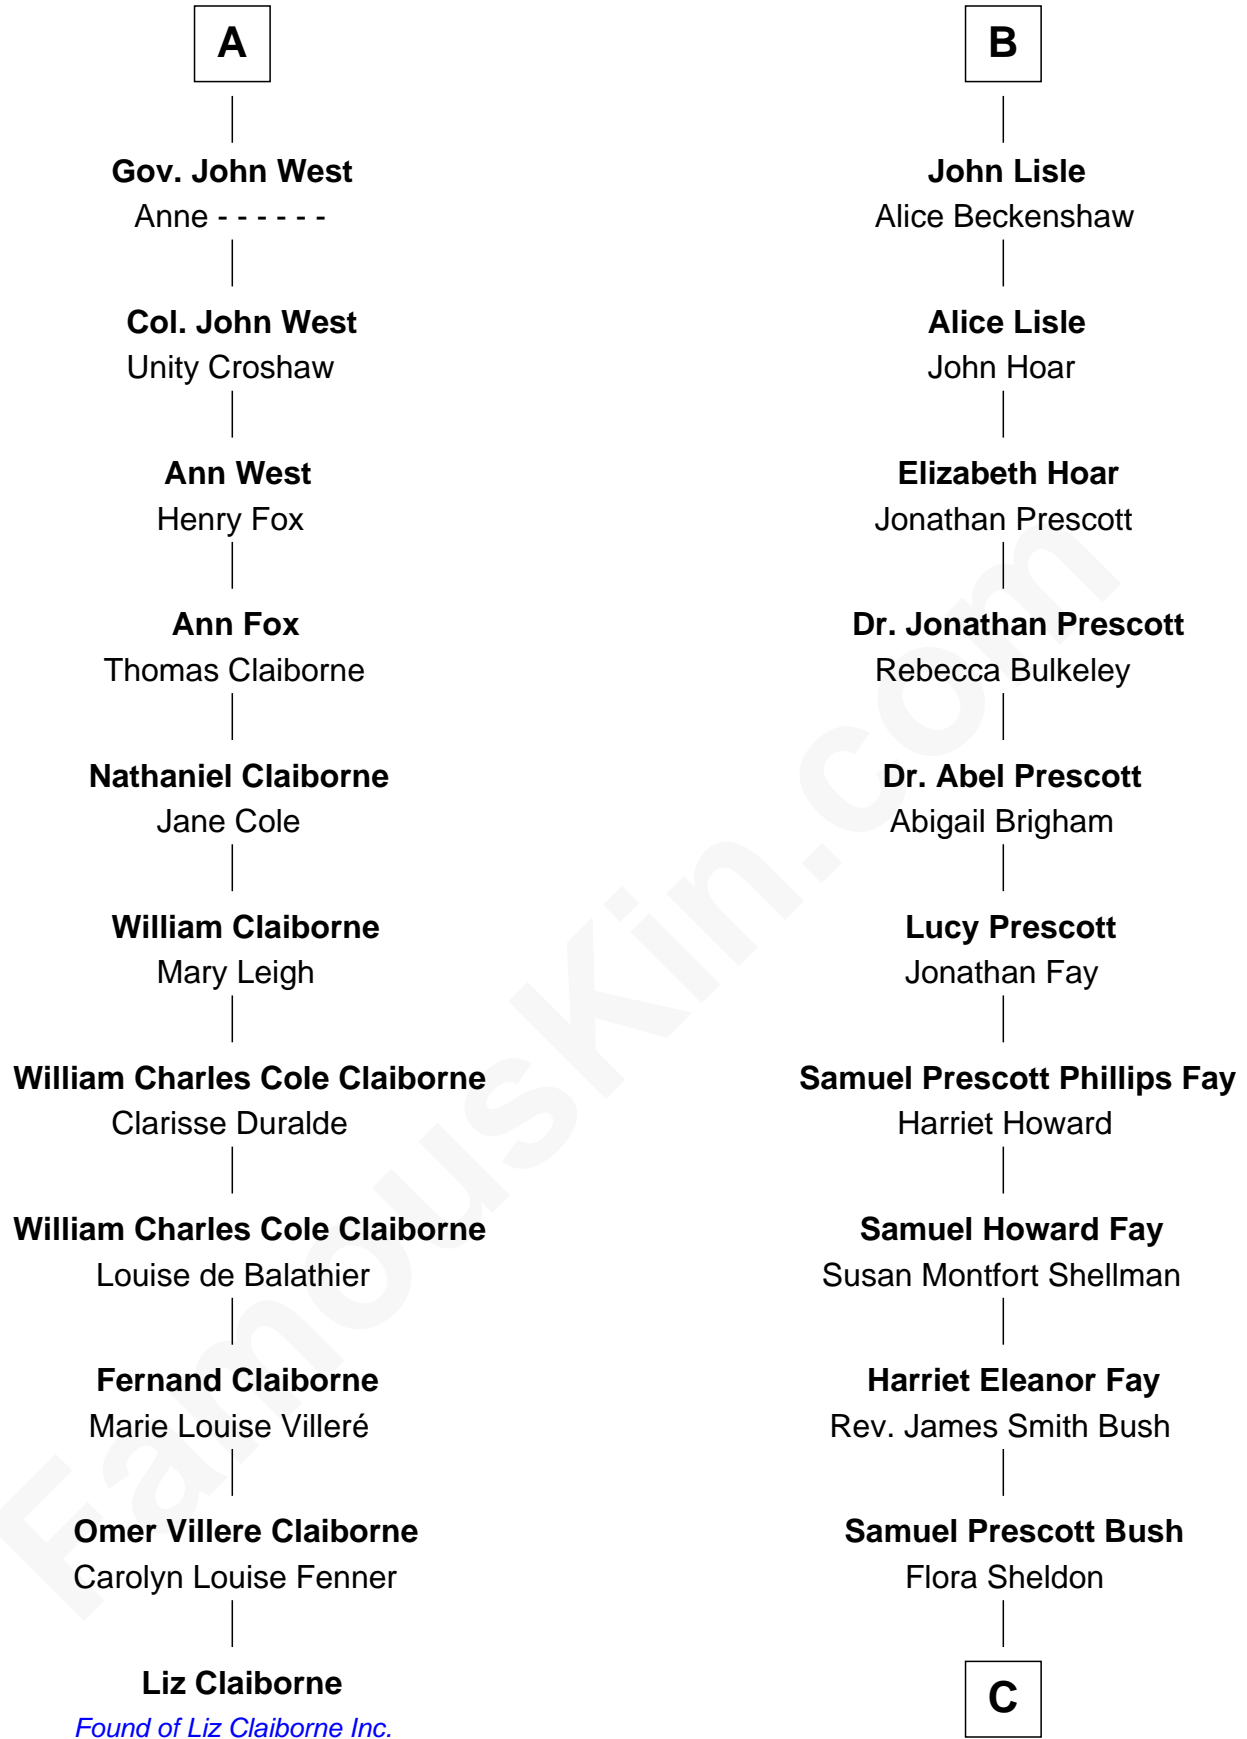 A
Gov. John West
Anne - - - - - -
Col. John West
Unity Croshaw
Ann West
Henry Fox
Ann Fox
Thomas Claiborne
Nathaniel Claiborne
Jane Cole
William Claiborne
Mary Leigh
William Charles Cole Claiborne
Clarisse Duralde
William Charles Cole Claiborne
Louise de Balathier
Fernand Claiborne
Marie Louise Villeré
Omer Villere Claiborne
Carolyn Louise Fenner
Liz Claiborne
Found of Liz Claiborne Inc.
B
John Lisle
Alice Beckenshaw
Alice Lisle
John Hoar
Elizabeth Hoar
Jonathan Prescott
Dr. Jonathan Prescott
Rebecca Bulkeley
Dr. Abel Prescott
Abigail Brigham
Lucy Prescott
Jonathan Fay
Samuel Prescott Phillips Fay
Harriet Howard
Samuel Howard Fay
Susan Montfort Shellman
Harriet Eleanor Fay
Rev. James Smith Bush
Samuel Prescott Bush
Flora Sheldon
C
FamousKin.com